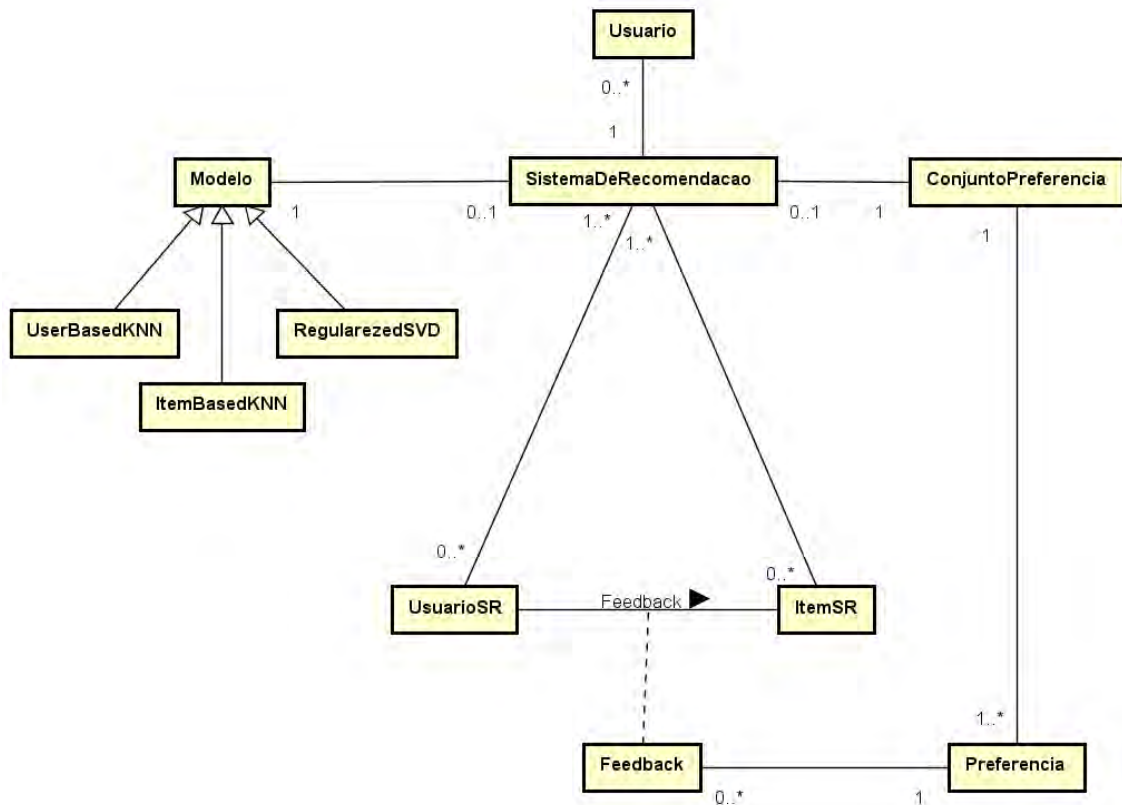 Usuario
0..*
1
Modelo
SistemaDeRecomendacao
ConjuntoPreferencia
1
0..1
1..*
1..*
0..1
1
1
UserBasedKNN
RegularezedSVD
ItemBasedKNN
0..*
0..*
UsuarioSR
Feedback
ItemSR
1..*
Feedback
Preferencia
0..*
1